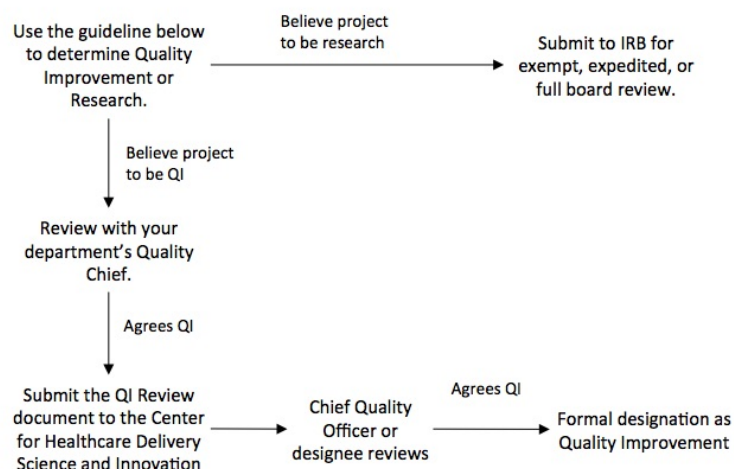 Use the guideline below
to determine Quality
Improvement or
Research.
Believe project
to be research
Submit to IRB for
exempt, expedited, or
full board review.
Believe project
to be QI
Review with your
department’s Quality
Chief.
Agrees QI
Submit the QI Review
document to the Center
for Healthcare Delivery
Science and Innovation
Chief Quality
Officer or
designee reviews
Agrees QI
Formal designation as
Quality Improvement